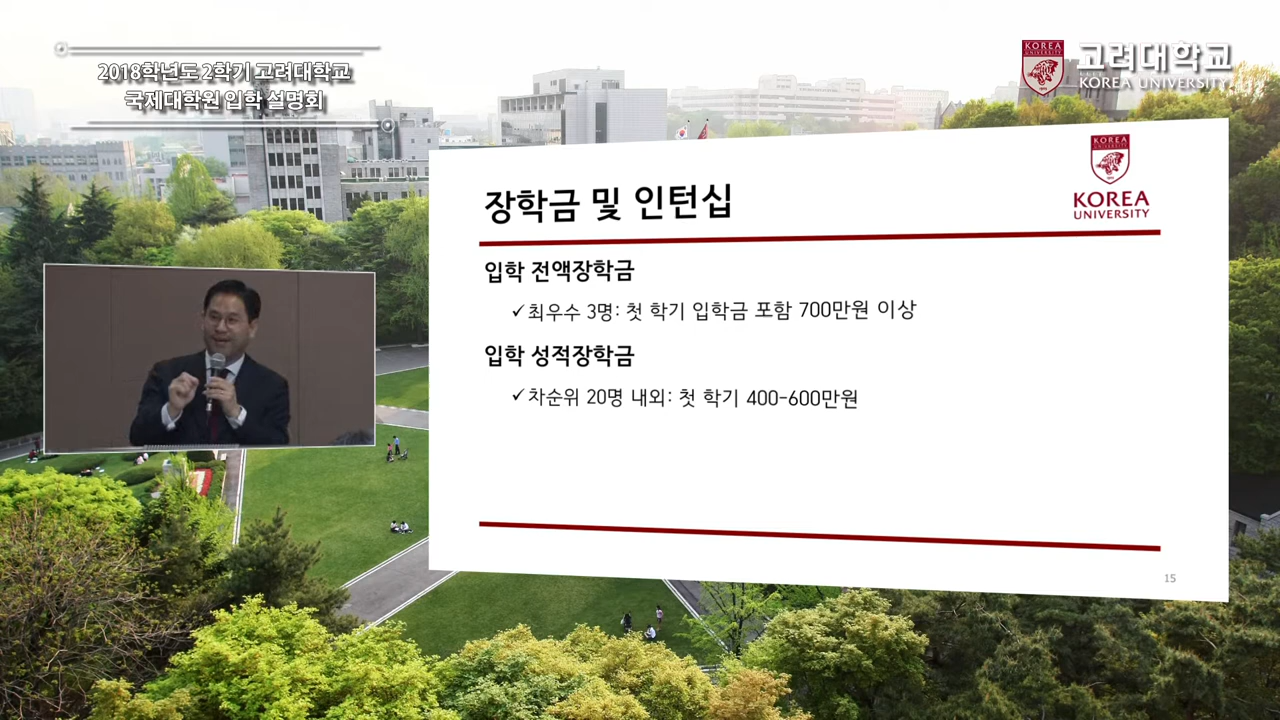 2018학년도 2학기 고려대학교
국제대학원 입학 설명회
KOREA
UNIVERSITY
고려대학교
KOREA UNIVERSITY
KOREA
UNIVERSITY
KOREA
UNIVERSITY
장학금 및 인턴십
입학 전액장학금
✓최우수 3명: 첫 학기 입학금 포함 700만원 이상
입학 성적장학금
✓차순위 20명 내외: 첫 학기 400-600만원
15